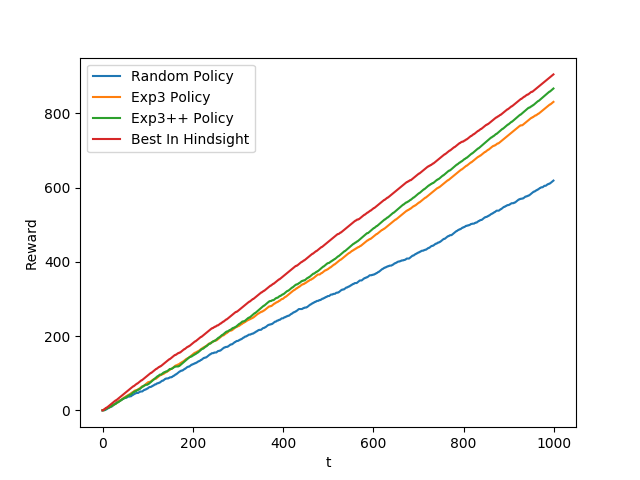 Random Policy
Exp3 Policy
Exp3++ Policy
Best In Hindsight
Reward
800
600
400
200
0
0 200 400 600 800 1000
t